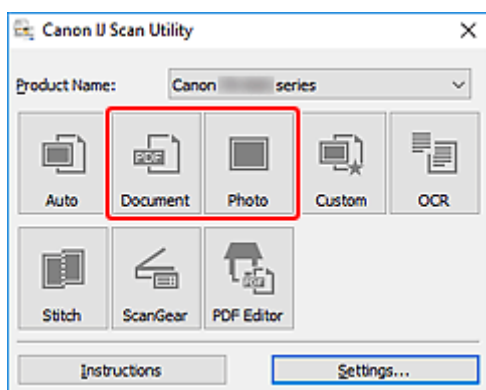 Canon IJ Scan Utility
Product Name: Canon series
Auto
PDF
Document
Photo
Custom
OCR
Stitch
ScanGear
PDF
PDF Editor
Instructions
Settings...